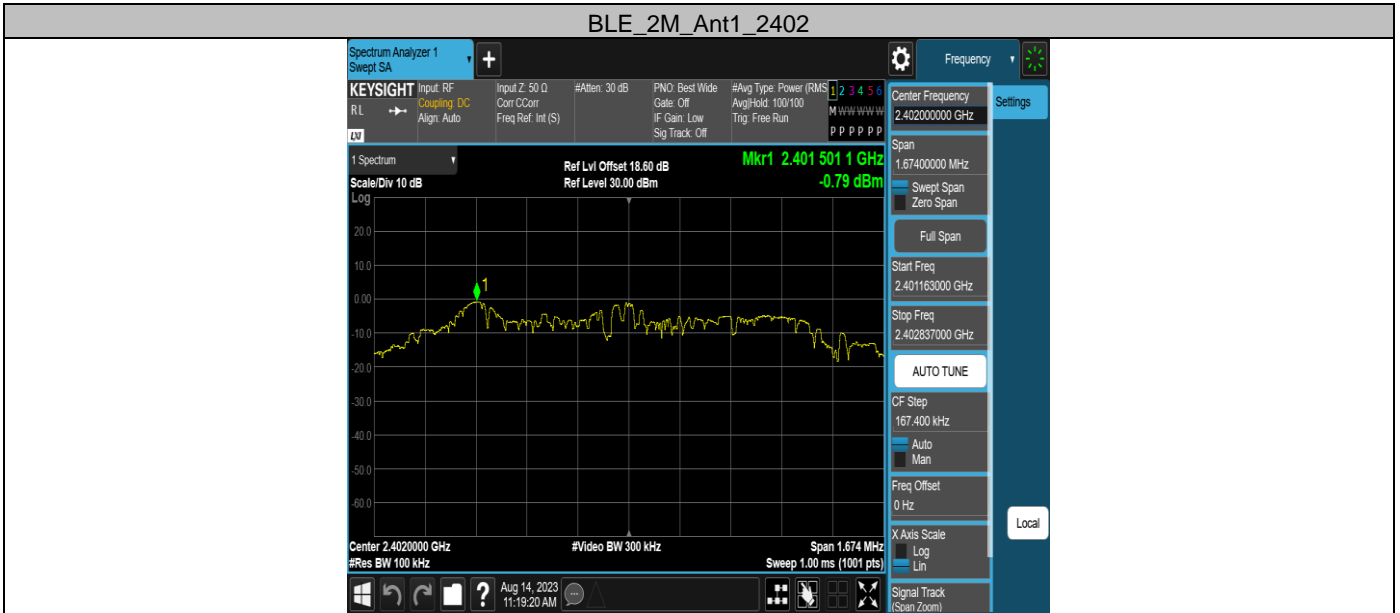 BLE_2M_Ant1_2402
Spectrum Analyzer 1
Swept SA
+
Frequency
KEYSIGHT
RL
LXI
Input: RF
Coupling: DC
Align: Auto
Input Z: 50 Ω
Corr CCorr
Freq Ref: Int (S)
#Atten: 30 dB
PNO: Best Wide
Gate: Off
IF Gain: Low
Sig Track: Off
#Avg Type: Power (RMS
Avg|Hold: 100/100
Trig: Free Run
1 2 3 4 5 6
M W W W W W
P P P P P P
1 Spectrum
Scale/Div 10 dB
Ref Lvl Offset 18.60 dB
Ref Level 30.00 dBm
Mkr1 2.401 501 1 GHz
-0.79 dBm
Log
20.0
10.0
0.00
-10.0
-20.0
-30.0
-40.0
-50.0
-60.0
1
Center 2.4020000 GHz
#Res BW 100 kHz
#Video BW 300 kHz
Span 1.674 MHz
Sweep 1.00 ms (1001 pts)
?
Aug 14, 2023
11:19:20 AM
Center Frequency
2.402000000 GHz
Settings
Span
1.67400000 MHz
Swept Span
Zero Span
Full Span
Start Freq
2.401163000 GHz
Stop Freq
2.402837000 GHz
AUTO TUNE
CF Step
167.400 kHz
Auto
Man
Freq Offset
0 Hz
X Axis Scale
Log
Lin
Local
Signal Track
(Span Zoom)